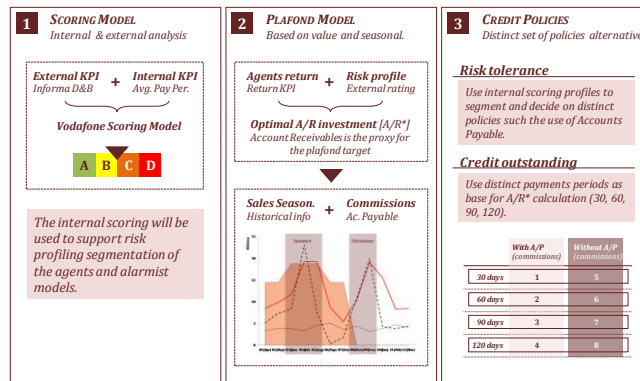 1
SCORING MODEL
Internal & external analysis
External KPI + Internal KPI
Informa D&B Avg. Pay Per.
Vodafone Scoring Model
A B C D
The internal scoring will be
used to support risk
profiling segmentation of
the agents and alarmist
models.
2
PLAFOND MODEL
Based on value and seasonal.
Agents return + Risk profile
Return KPI External rating
Optimal A/R investment [A/R*]
Account Receivables is the proxy for
the plafond target
Sales Season. + Commissions
Historical info Ac. Payable
Summer Christmas
3
CREDIT POLICIES
Distinct set of policies alternative
Risk tolerance
Use internal scoring profiles to
segment and decide on distinct
policies such the use of Accounts
Payable.
Credit outstanding
Use distinct payments periods as
base for A/R* calculation (30, 60,
90, 120).
With A/P Without A/P
(commissions) (commissions)
30 days 1 5
60 days 2 6
90 days 3 7
120 days 4 8